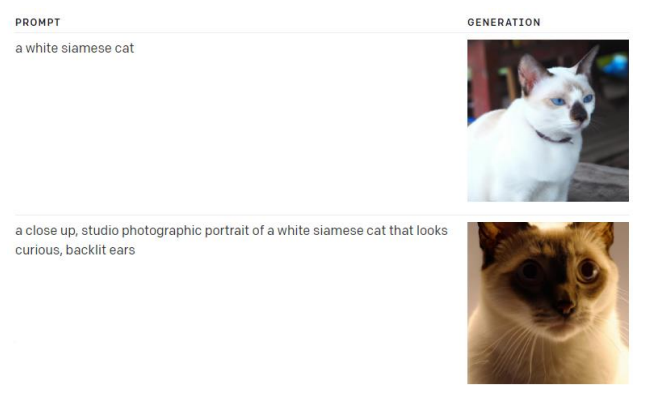 PROMPT
GENERATION
a white siamese cat
a close up, studio photographic portrait of a white siamese cat that looks
curious, backlit ears